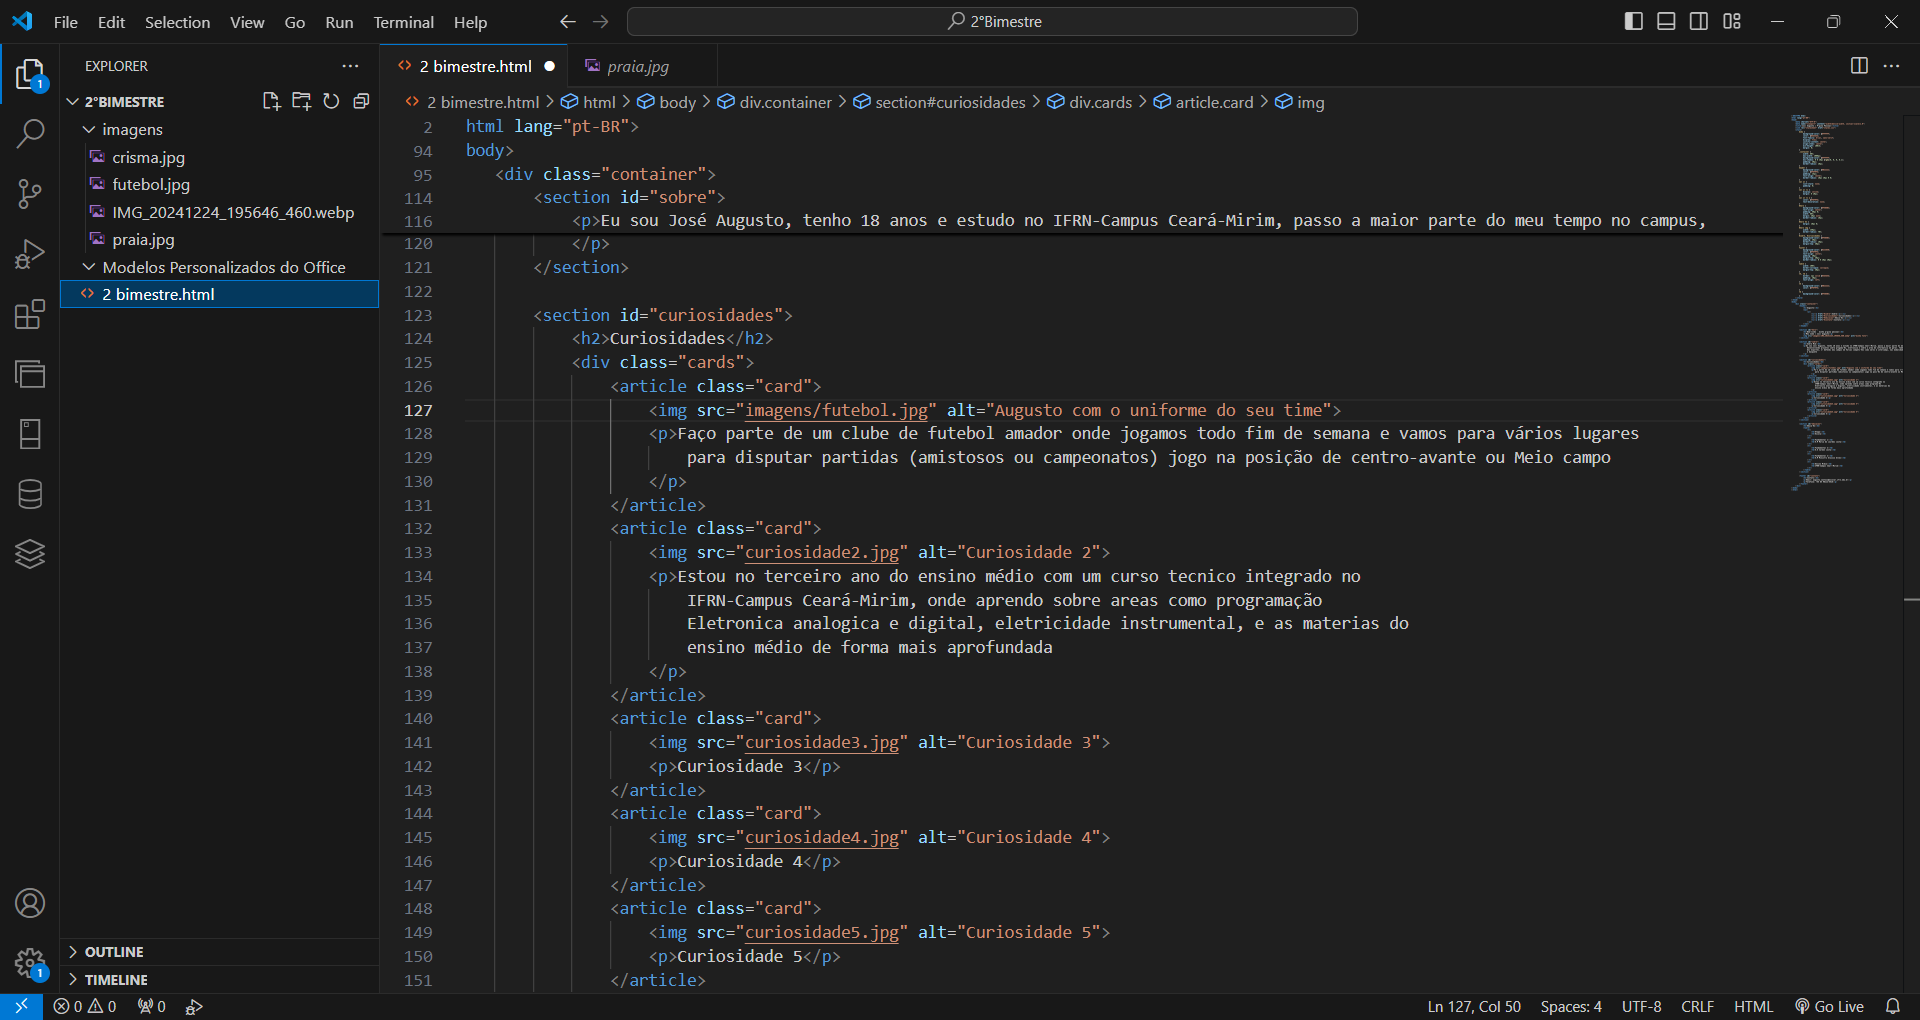 File Edit Selection View Go Run Terminal Help
2°Bimestre
EXPLORER
2°BIMESTRE
imagens
crisma.jpg
futebol.jpg
IMG_20241224_195646_460.webp
praia.jpg
Modelos Personalizados do Office
2 bimestre.html
OUTLINE
TIMELINE
2 bimestre.html praia.jpg
2 bimestre.html > html > body > div.container > section#curiosidades > div.cards > article.card > img
2 html lang="pt-BR">
94 body>
95 <div class="container">
114 <section id="sobre">
116 <p>Eu sou José Augusto, tenho 18 anos e estudo no IFRN-Campus Ceará-Mirim, passo a maior parte do meu tempo no campus,
120 </p>
121 </section>
122
123 <section id="curiosidades">
124 <h2>Curiosidades</h2>
125 <div class="cards">
126 <article class="card">
127 <img src="imagens/futebol.jpg" alt="Augusto com o uniforme do seu time">
128 <p>Faço parte de um clube de futebol amador onde jogamos todo fim de semana e vamos para vários lugares
129 para disputar partidas (amistosos ou campeonatos) jogo na posição de centro-avante ou Meio campo
130 </p>
131 </article>
132 <article class="card">
133 <img src="curiosidade2.jpg" alt="Curiosidade 2">
134 <p>Estou no terceiro ano do ensino médio com um curso tecnico integrado no
135 IFRN-Campus Ceará-Mirim, onde aprendo sobre areas como programação
136 Eletronica analogica e digital, eletricidade instrumental, e as materias do
137 ensino médio de forma mais aprofundada
138 </p>
139 </article>
140 <article class="card">
141 <img src="curiosidade3.jpg" alt="Curiosidade 3">
142 <p>Curiosidade 3</p>
143 </article>
144 <article class="card">
145 <img src="curiosidade4.jpg" alt="Curiosidade 4">
146 <p>Curiosidade 4</p>
147 </article>
148 <article class="card">
149 <img src="curiosidade5.jpg" alt="Curiosidade 5">
150 <p>Curiosidade 5</p>
151 </article>
1
1
0 0 0
Ln 127, Col 50 Spaces: 4 UTF-8 CRLF HTML Go Live